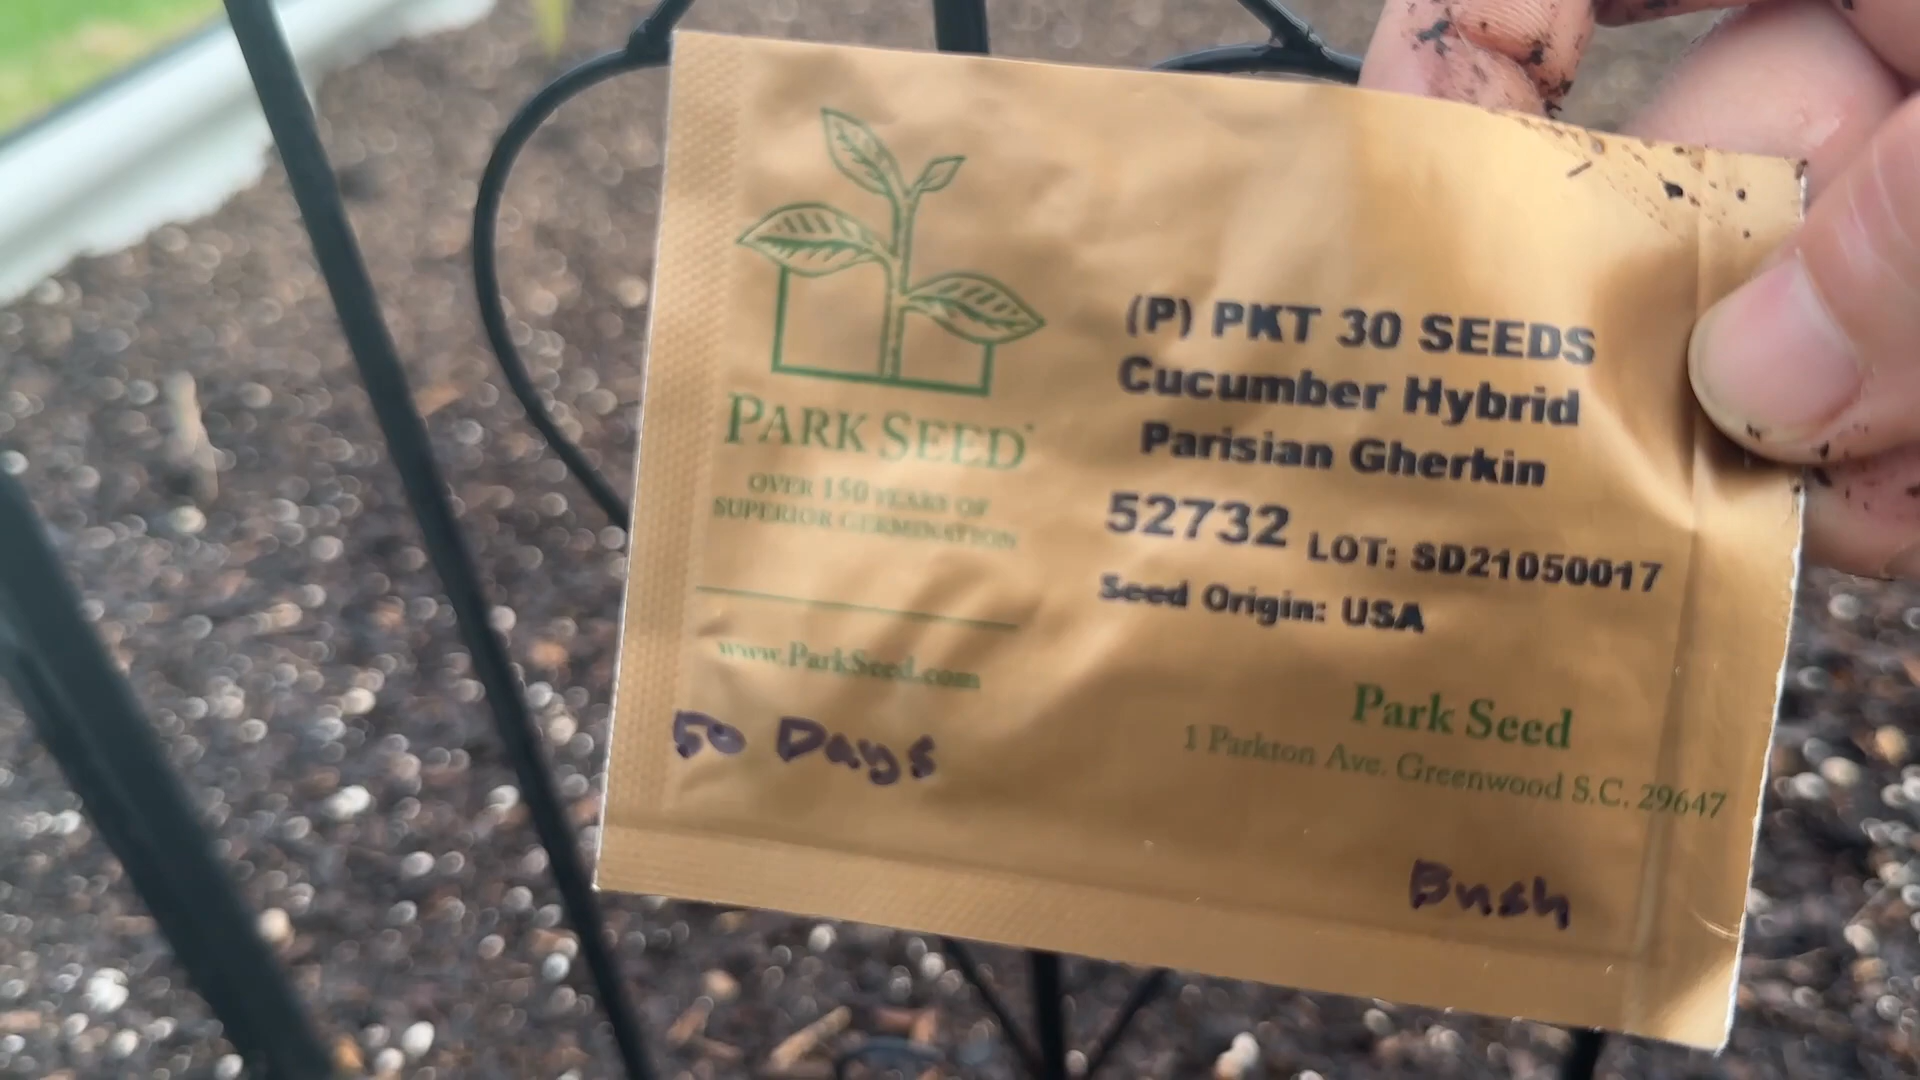 PARK SEED
OVER 150 YEARS OF
SUPERIOR GERMINATION
www.ParkSeed.com
50 Days
(P) PKT 30 SEEDS
Cucumber Hybrid
Parisian Gherkin
52732 LOT: SD21050017
Seed Origin: USA
Park Seed
1 Parkton Ave. Greenwood S.C. 29647
Bush